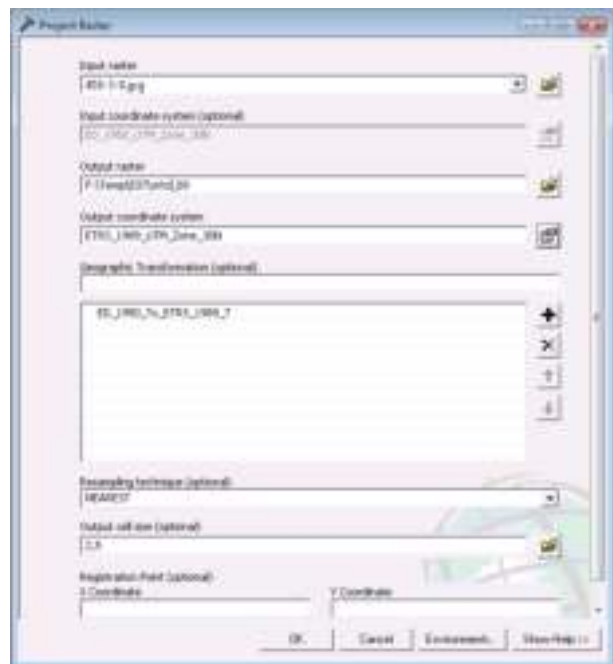 Project Raster
Input raster
Input coordinate system (optional)
Output raster
Output coordinate system
ETRS_1989_UTM_Zone_30N
Geographic Transformation (optional)
ED_1950_To_ETRS_1989_7
Resampling technique (optional)
NEAREST
Output cell size (optional)
Registration Point (optional)
X Coordinate Y Coordinate
OK Cancel Environments... Show Help >>